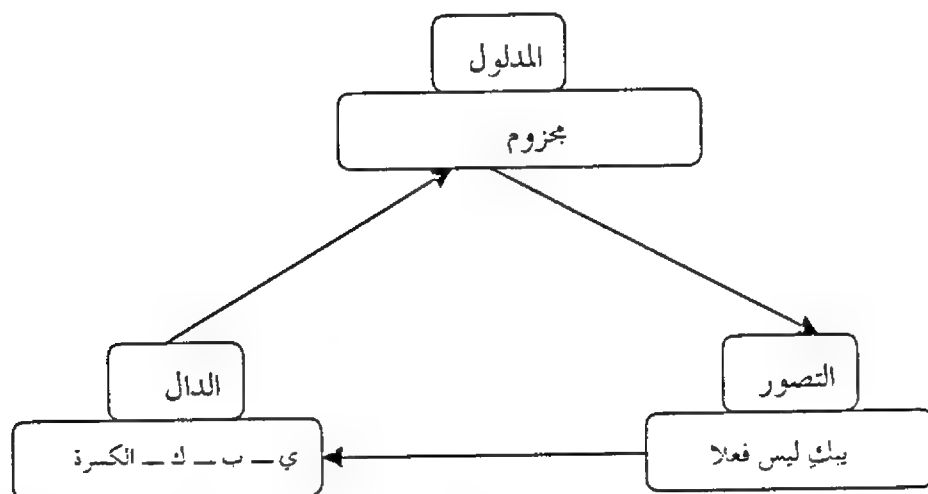 المدلول
مجزوم
التصور
الدال
يبكِ ليس فعلا
ي ـ ب ـ ك ـ الكسرة